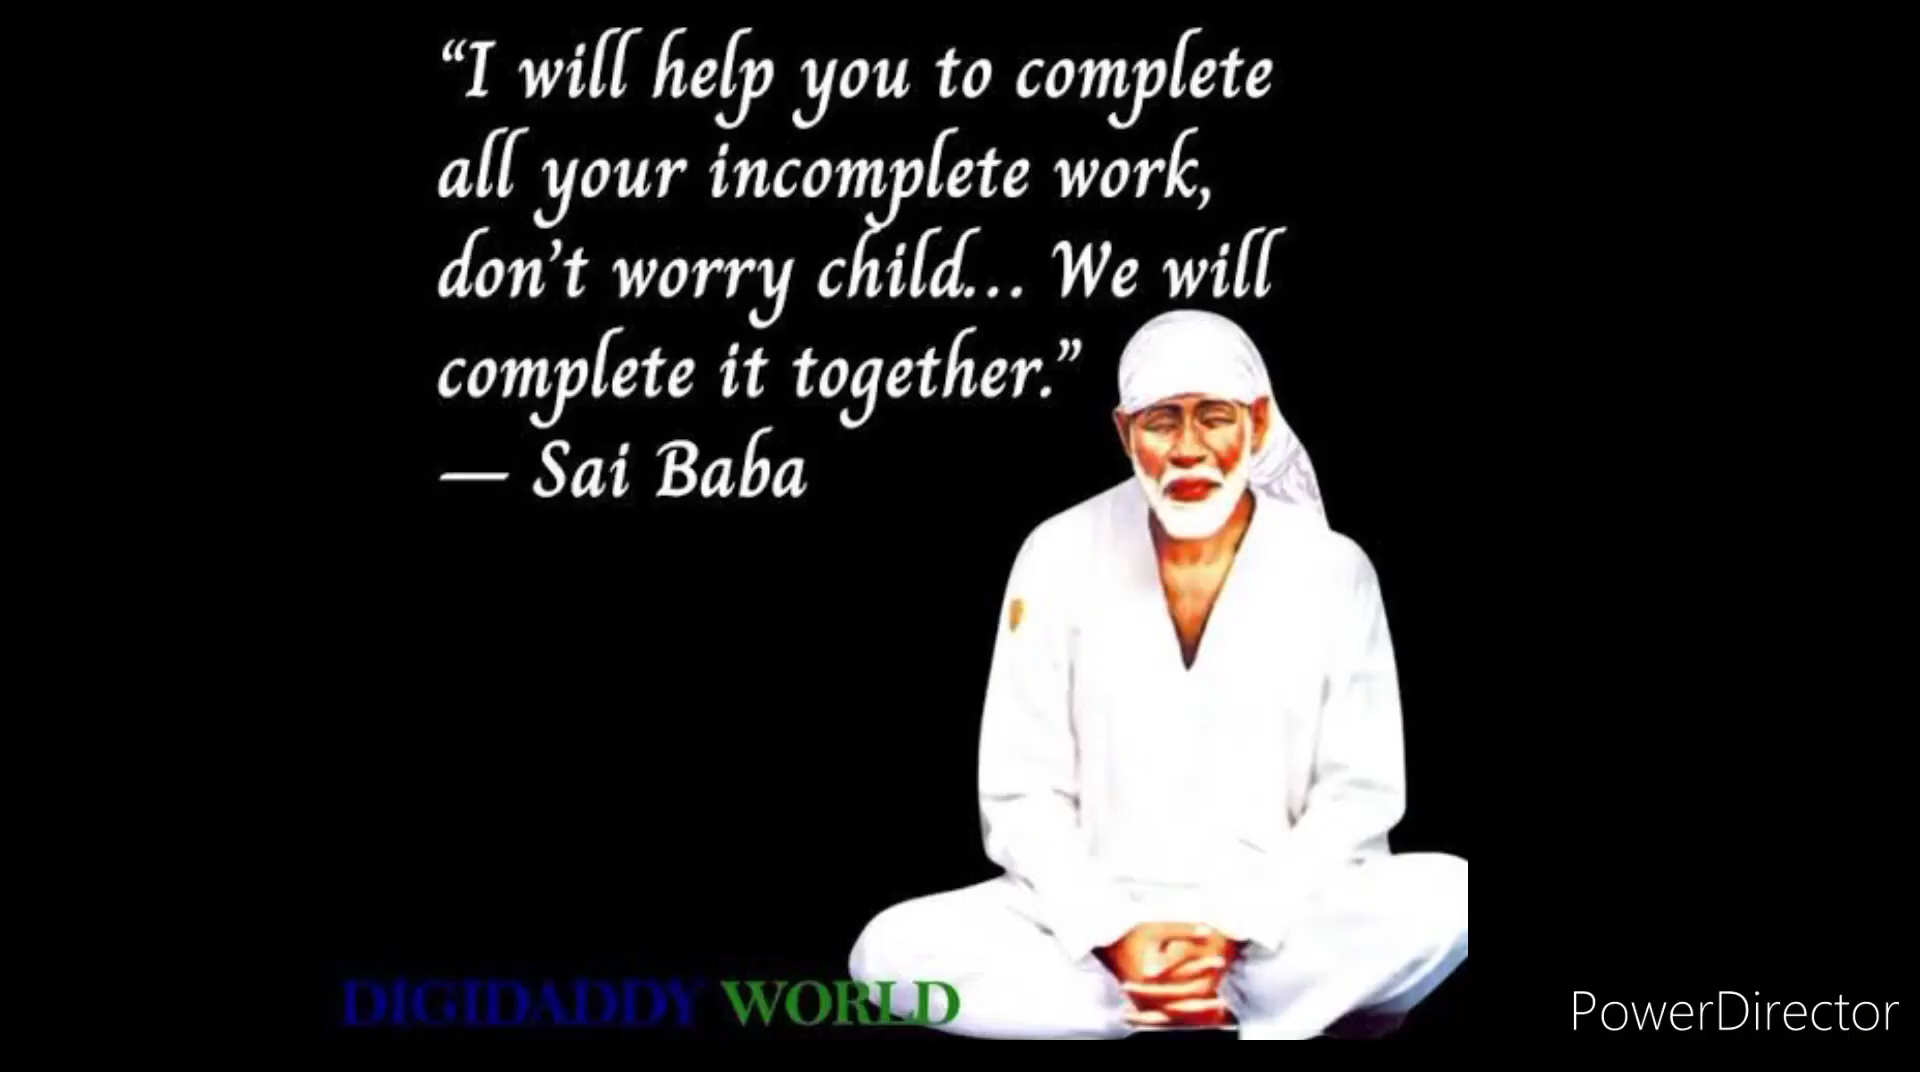 “I will help you to complete
all your incomplete work,
don’t worry child... We will
complete it together.”
— Sai Baba
DIGIDADDY WORLD
PowerDirector